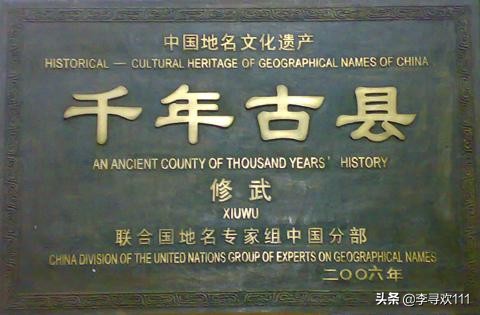 中国地名文化遗产
HISTORICAL — CULTURAL HERITAGE OF GEOGRAPHICAL NAMES OF CHINA
千年古县
AN ANCIENT COUNTY OF THOUSAND YEARS' HISTORY
修武
XIUWU
联合国地名专家组中国分部
CHINA DIVISION OF THE UNITED NATIONS GROUP OF EXPERTS ON GEOGRAPHICAL NAMES
二〇〇六年
头条 @李寻欢111